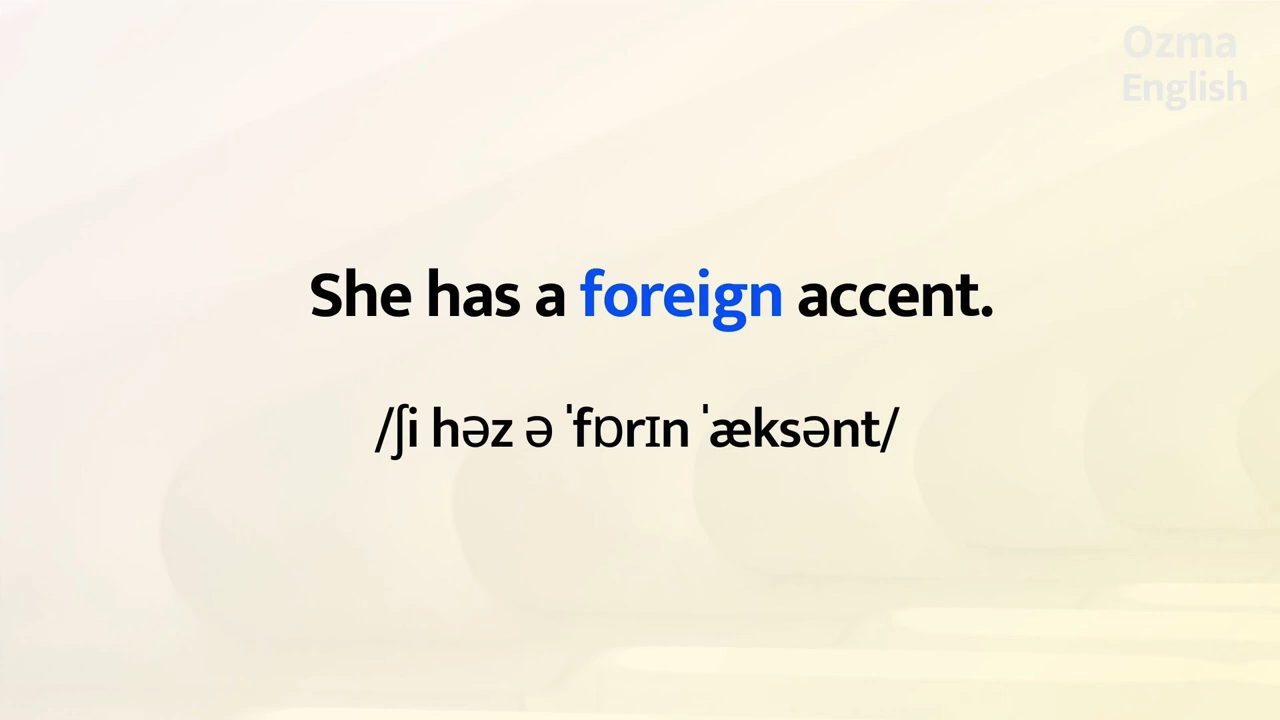 Ozma
English
She has a foreign accent.
/ʃi həz ə ˈfɒrɪn ˈæksənt/